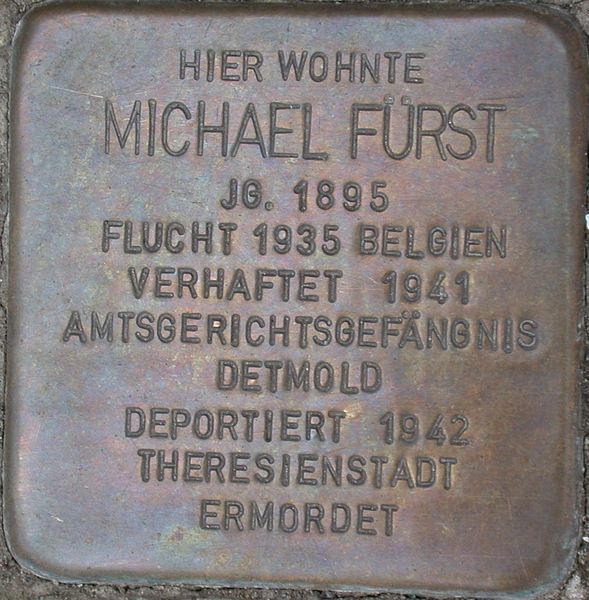 HIER WOHNTE
MICHAEL FÜRST
JG. 1895
FLUCHT 1935 BELGIEN
VERHAFTET 1941
AMTSGERICHTSGEFÄNGNIS
DETMOLD
DEPORTIERT 1942
THERESIENSTADT
ERMORDET